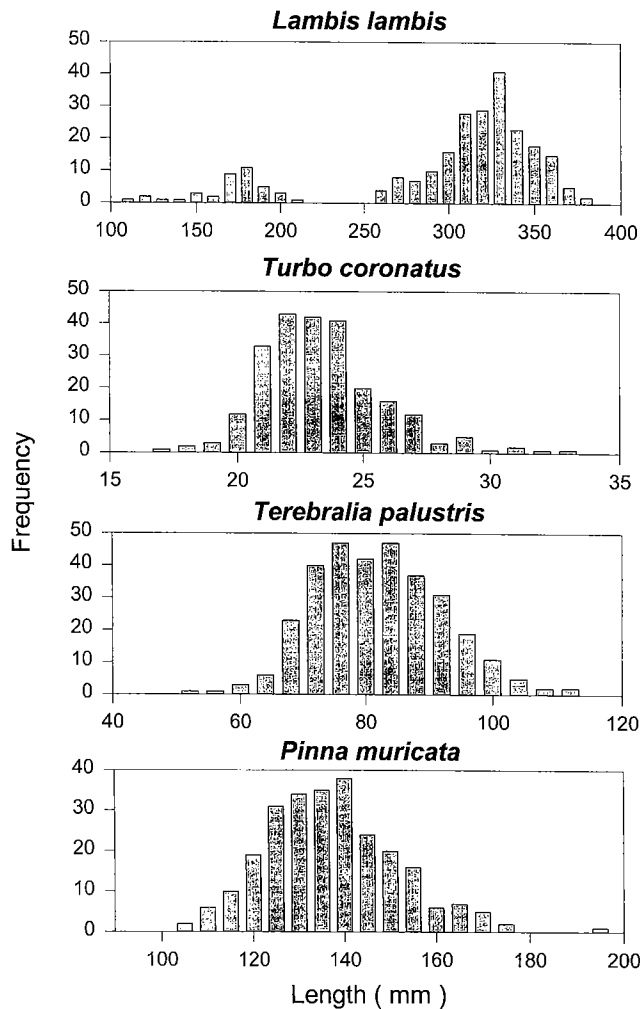 Lambis lambis
50
40
30
20
10
0
100 150 200 250 300 350 400
Turbo coronatus
50
40
30
20
10
0
15 20 25 30 35
Frequency
Terebralia palustris
50
40
30
20
10
0
40 60 80 100 120
Pinna muricata
40
30
20
10
0
100 120 140 160 180 200
Length ( mm )